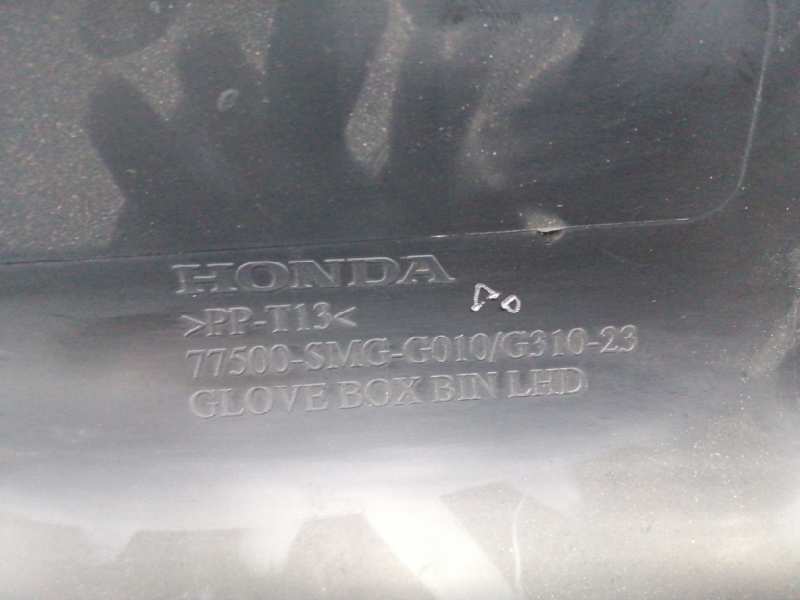 HONDA
>PP-T13<
77500-SMG-G010/G310-23
GLOVE BOX BIN LHD